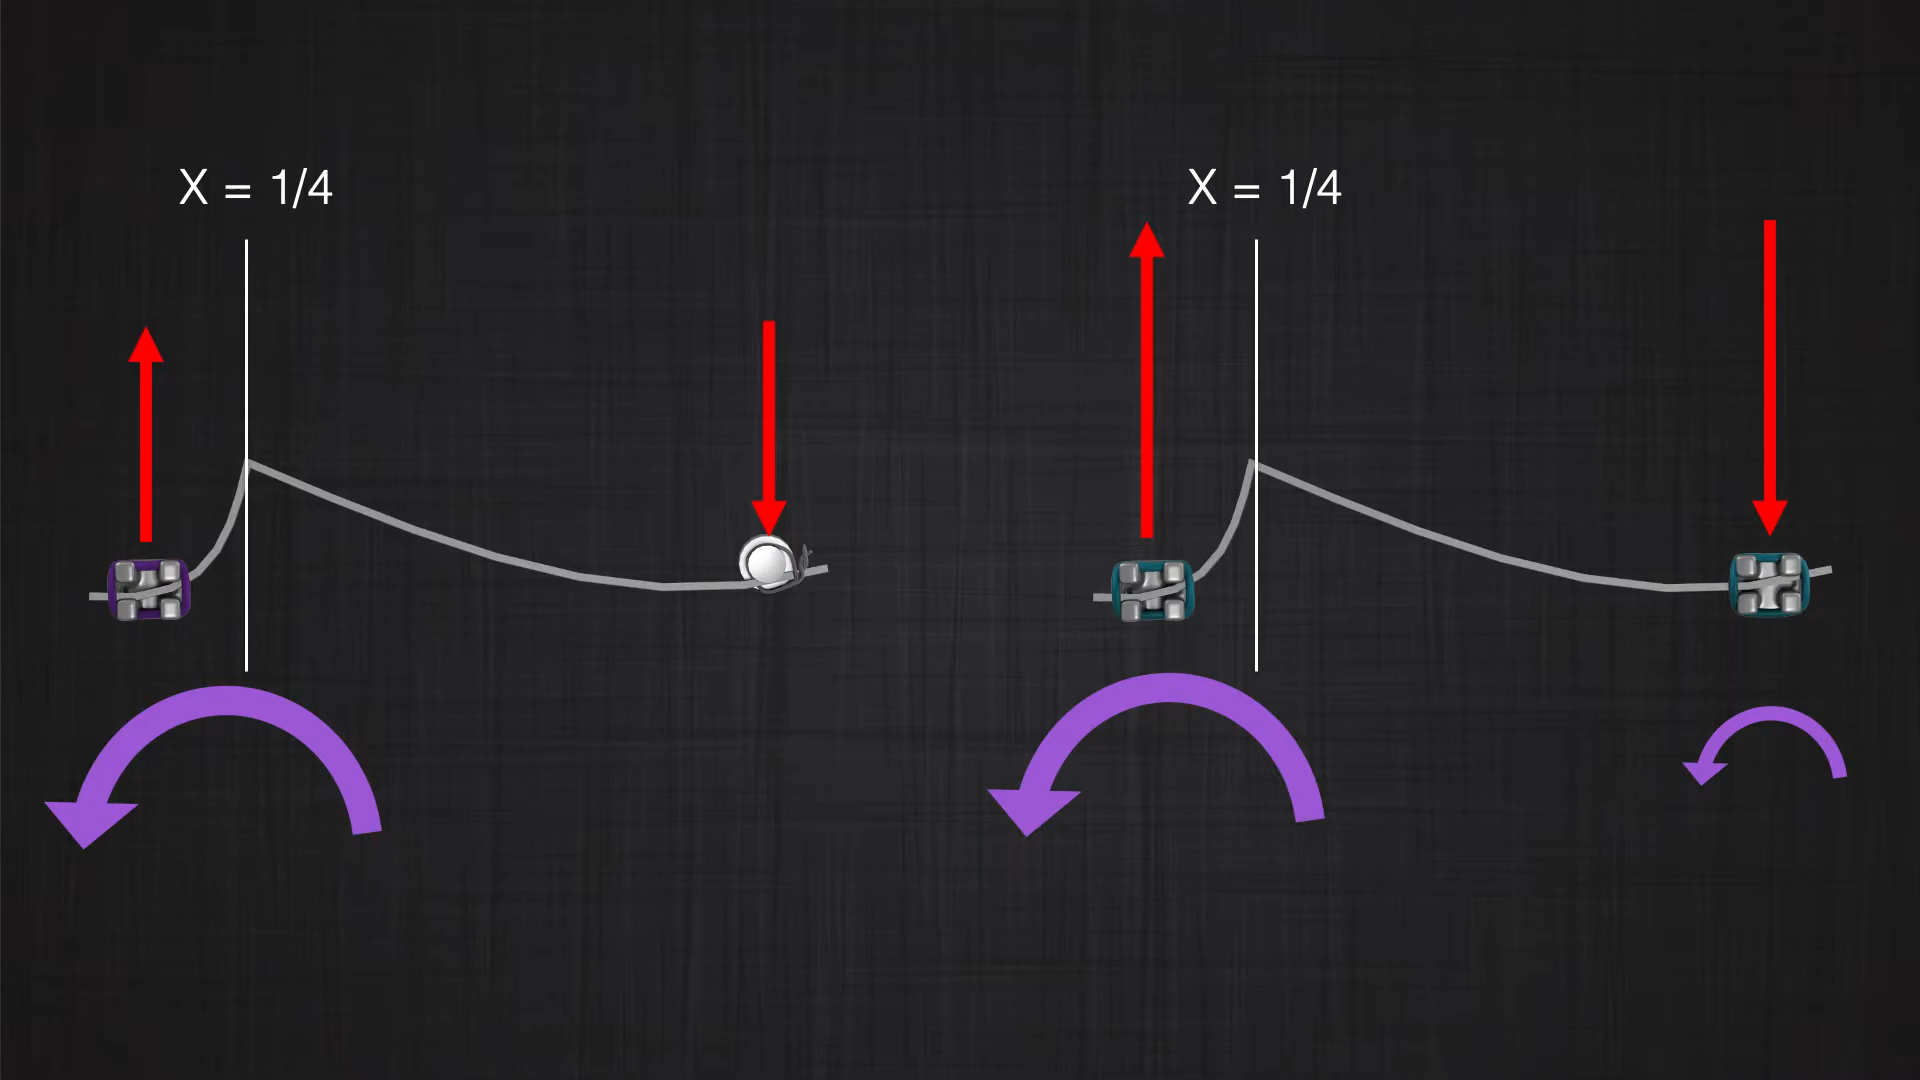 X = 1/4
X = 1/4